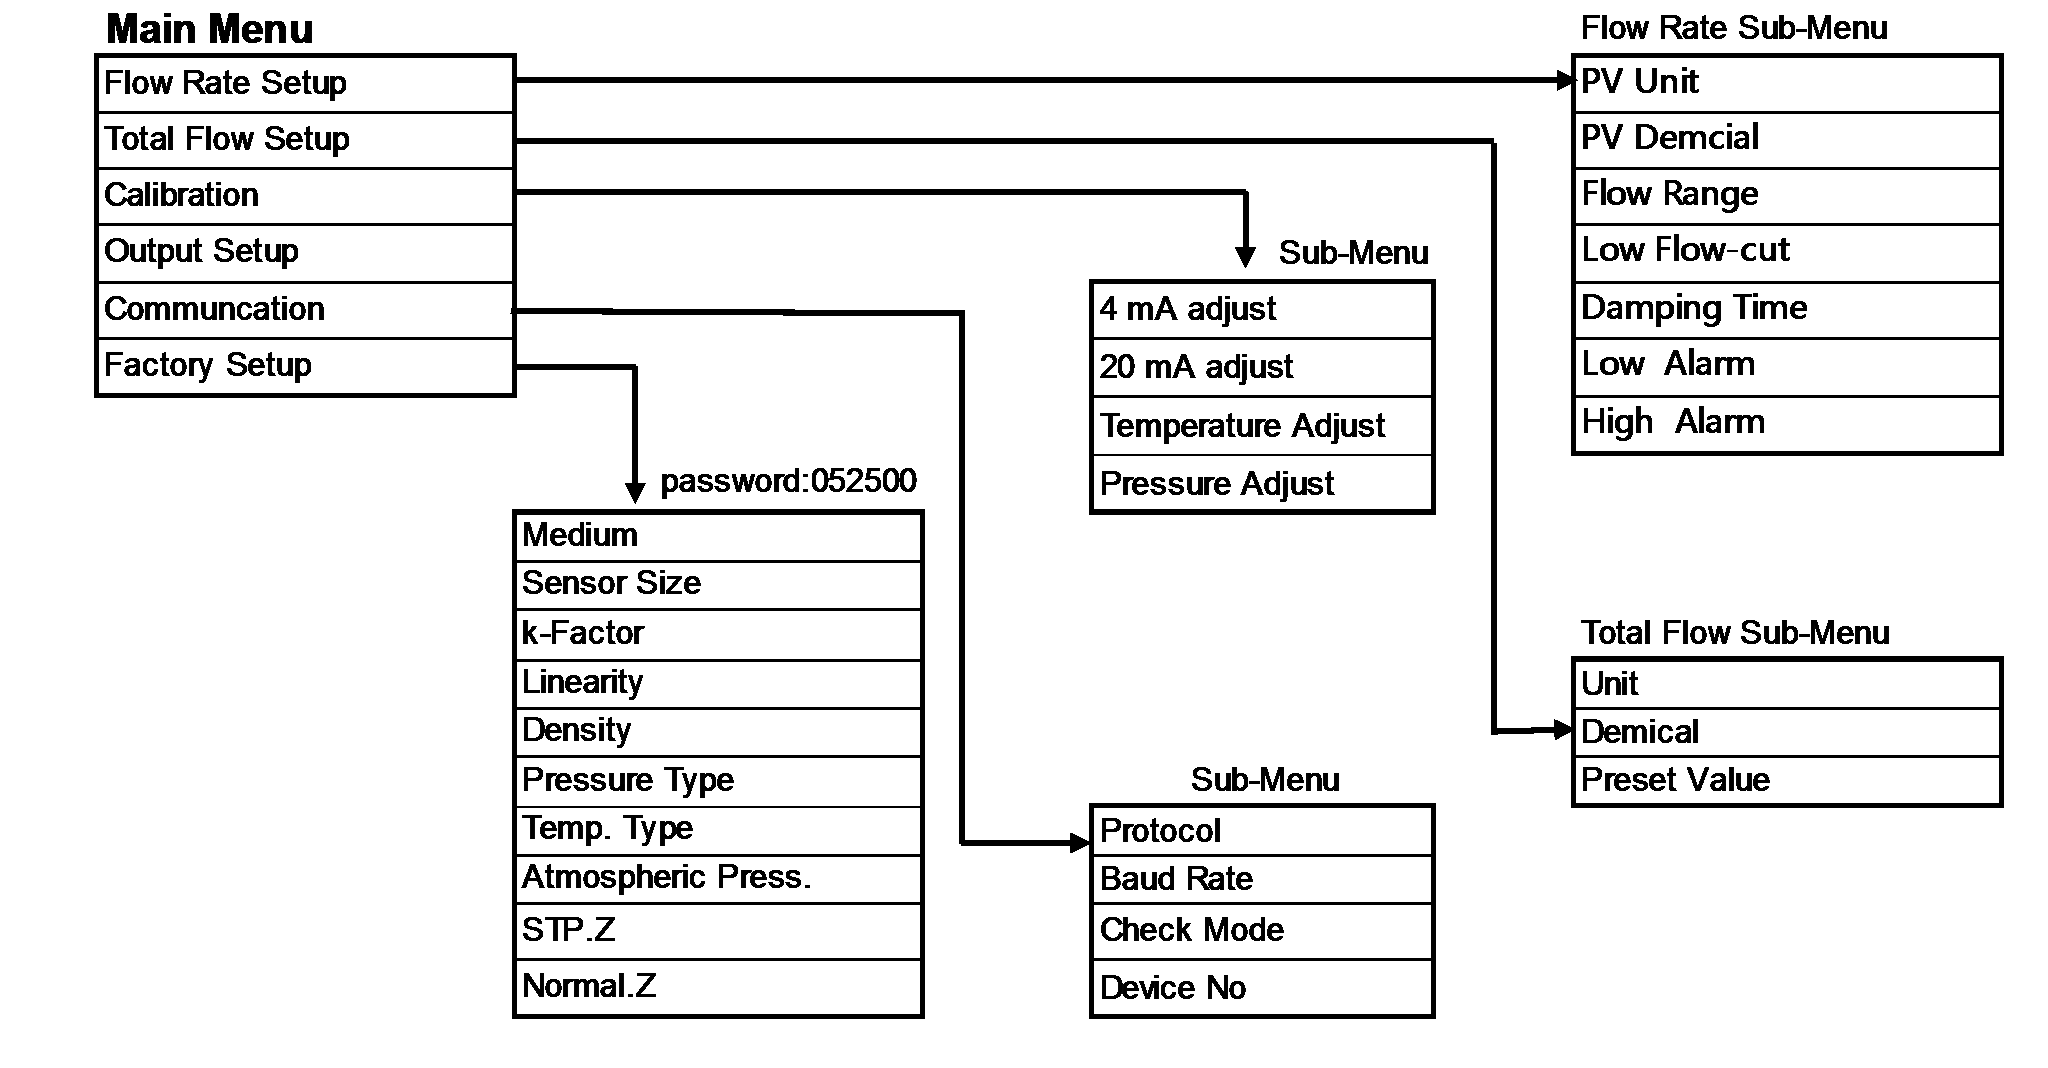 Main Menu
Flow Rate Setup
Total Flow Setup
Calibration
Output Setup
Communcation
Factory Setup
password:052500
Medium
Sensor Size
k-Factor
Linearity
Density
Pressure Type
Temp. Type
Atmospheric Press.
STP.Z
Normal.Z
Sub-Menu
4 mA adjust
20 mA adjust
Temperature Adjust
Pressure Adjust
Sub-Menu
Protocol
Baud Rate
Check Mode
Device No
Flow Rate Sub-Menu
PV Unit
PV Demcial
Flow Range
Low Flow-cut
Damping Time
Low Alarm
High Alarm
Total Flow Sub-Menu
Unit
Demical
Preset Value